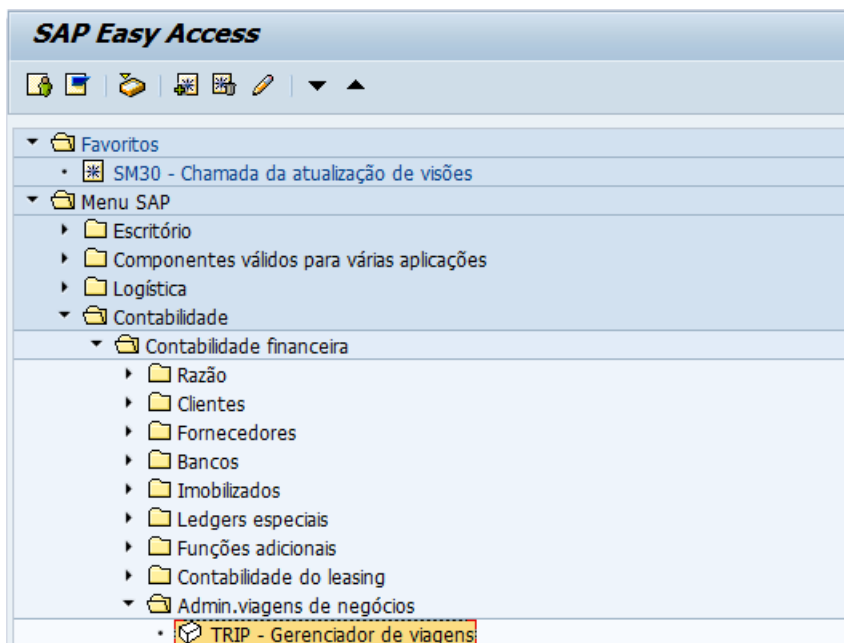 SAP Easy Access
Favoritos
SM30 - Chamada da atualização de visões
Menu SAP
Escritório
Componentes válidos para várias aplicações
Logística
Contabilidade
Contabilidade financeira
Razão
Clientes
Fornecedores
Bancos
Imobilizados
Ledgers especiais
Funções adicionais
Contabilidade do leasing
Admin.viagens de negócios
TRIP - Gerenciador de viagens